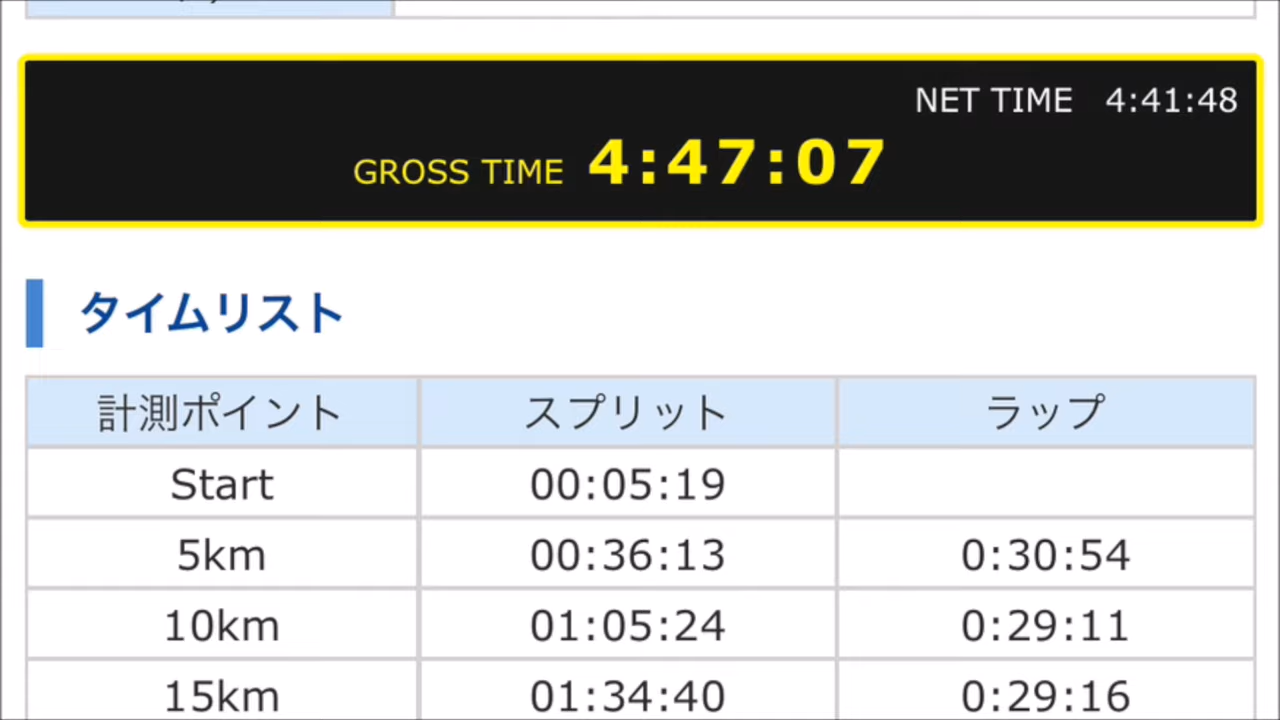 NET TIME 4:41:48
GROSS TIME 4:47:07
タイムリスト
計測ポイント スプリット ラップ
Start 00:05:19
5km 00:36:13 0:30:54
10km 01:05:24 0:29:11
15km 01:34:40 0:29:16